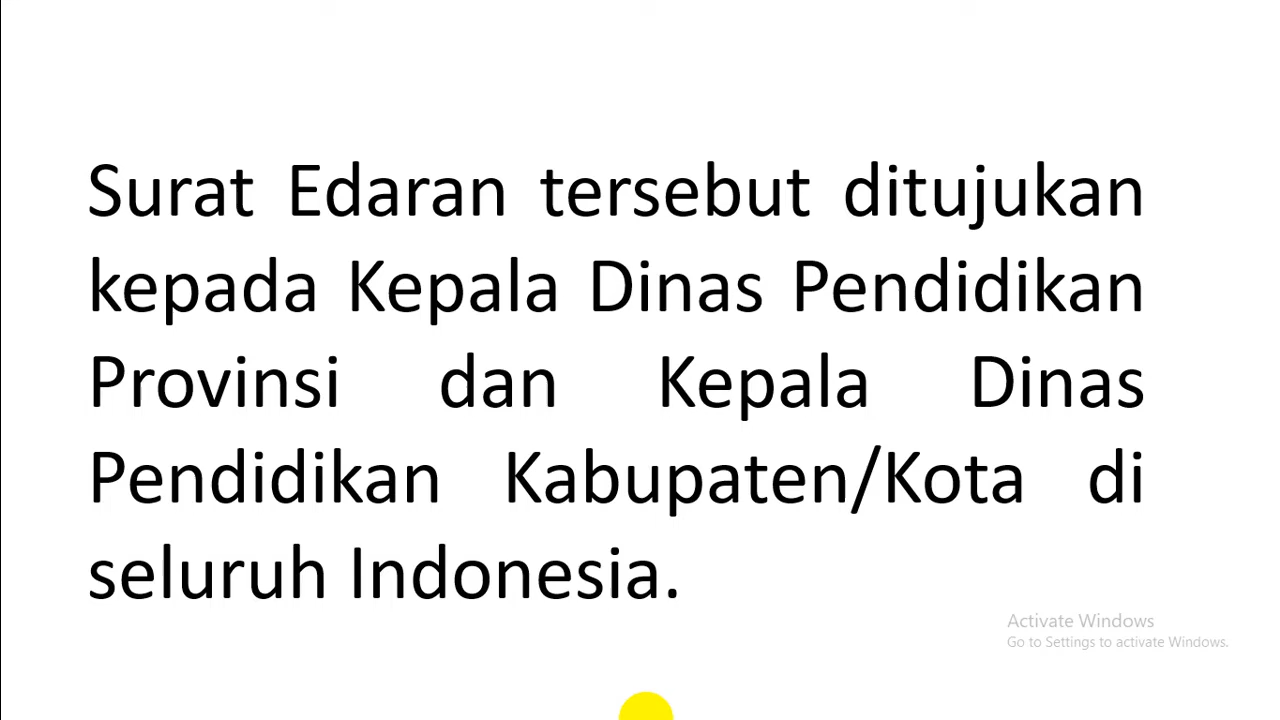 Surat Edaran tersebut ditujukan
kepada Kepala Dinas Pendidikan
Provinsi dan Kepala Dinas
Pendidikan Kabupaten/Kota di
seluruh Indonesia.
Activate Windows
Go to Settings to activate Windows.